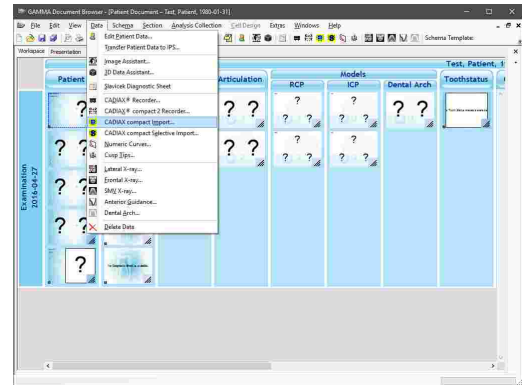 GAMMA Document Browser - [Patient Document - Test, Patient, 1980-01-31]
File Edit View Data Schema Section Analysis Collection Cell Design Extras Windows Help
Schema Template:
Workspace Presentation
Edit Patient Data...
Transfer Patient Data to IPS...
Image Assistant...
3D Data Assistant...
Slavicek Diagnostic Sheet
CADIAX® Recorder...
CADIAX® compact 2 Recorder...
CADIAX compact Import...
CADIAX compact Selective Import...
Numeric Curves...
Cusp Tips...
Lateral X-ray...
Frontal X-ray...
SMV X-ray...
Anterior Guidance...
Dental Arch...
Delete Data
Test, Patient, 1
Patient
Articulation
Models
RCP
ICP
Dental Arch
Toothstatus
Examination
2016-04-27
? ? ? ? ? ? ? ?
? ? ? ?
? ? ? ? ? ?
? ?
? ?
? ?
?